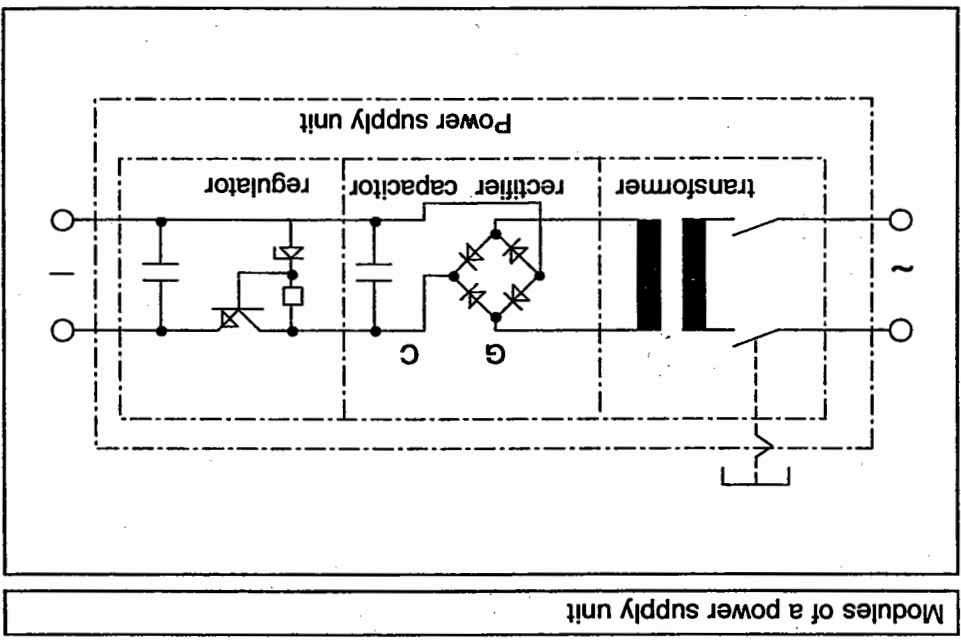 Modules of a power supply unit
G C
~
transformer rectifier capacitor regulator
Power supply unit